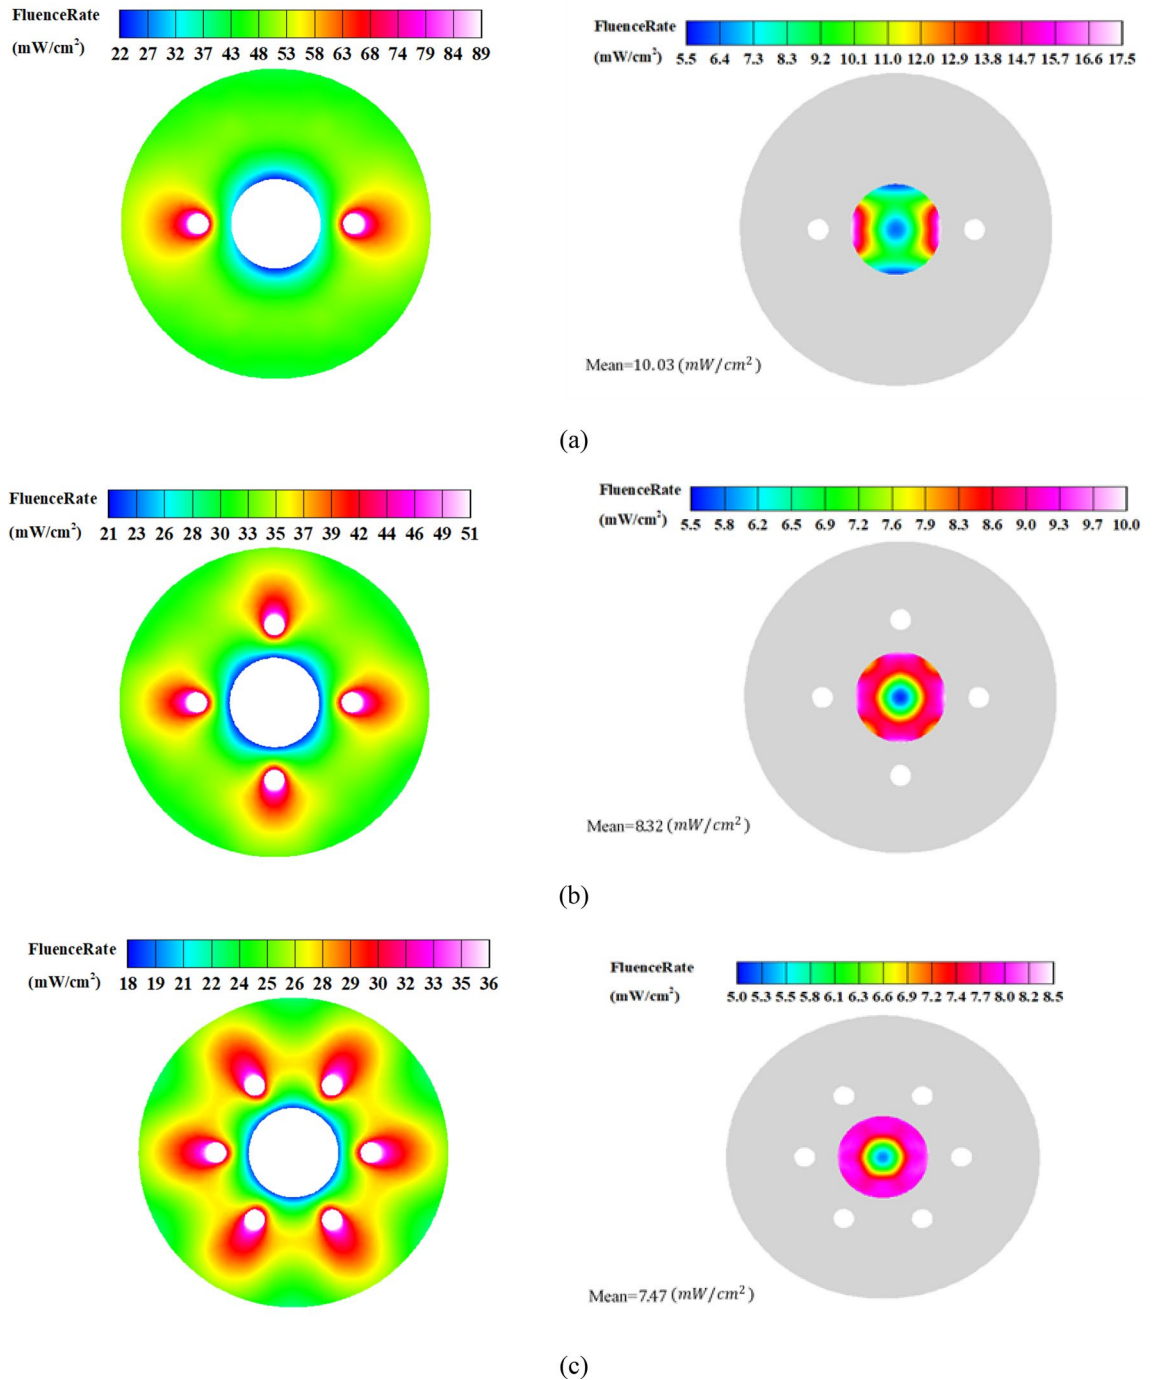 FluenceRate
(mW/cm²)
22 27 32 37 43 48 53 58 63 68 74 79 84 89
FluenceRate
(mW/cm²)
5.5 6.4 7.3 8.3 9.2 10.1 11.0 12.0 12.9 13.8 14.7 15.7 16.6 17.5
Mean=10.03 (mW/cm²)
(a)
FluenceRate
(mW/cm²)
21 23 26 28 30 33 35 37 39 42 44 46 49 51
FluenceRate
(mW/cm²)
5.5 5.8 6.2 6.5 6.9 7.2 7.6 7.9 8.3 8.6 9.0 9.3 9.7 10.0
Mean=8.32 (mW/cm²)
(b)
FluenceRate
(mW/cm²)
18 19 21 22 24 25 26 28 29 30 32 33 35 36
FluenceRate
(mW/cm²)
5.0 5.3 5.5 5.8 6.1 6.3 6.6 6.9 7.2 7.4 7.7 8.0 8.2 8.5
Mean=7.47 (mW/cm²)
(c)